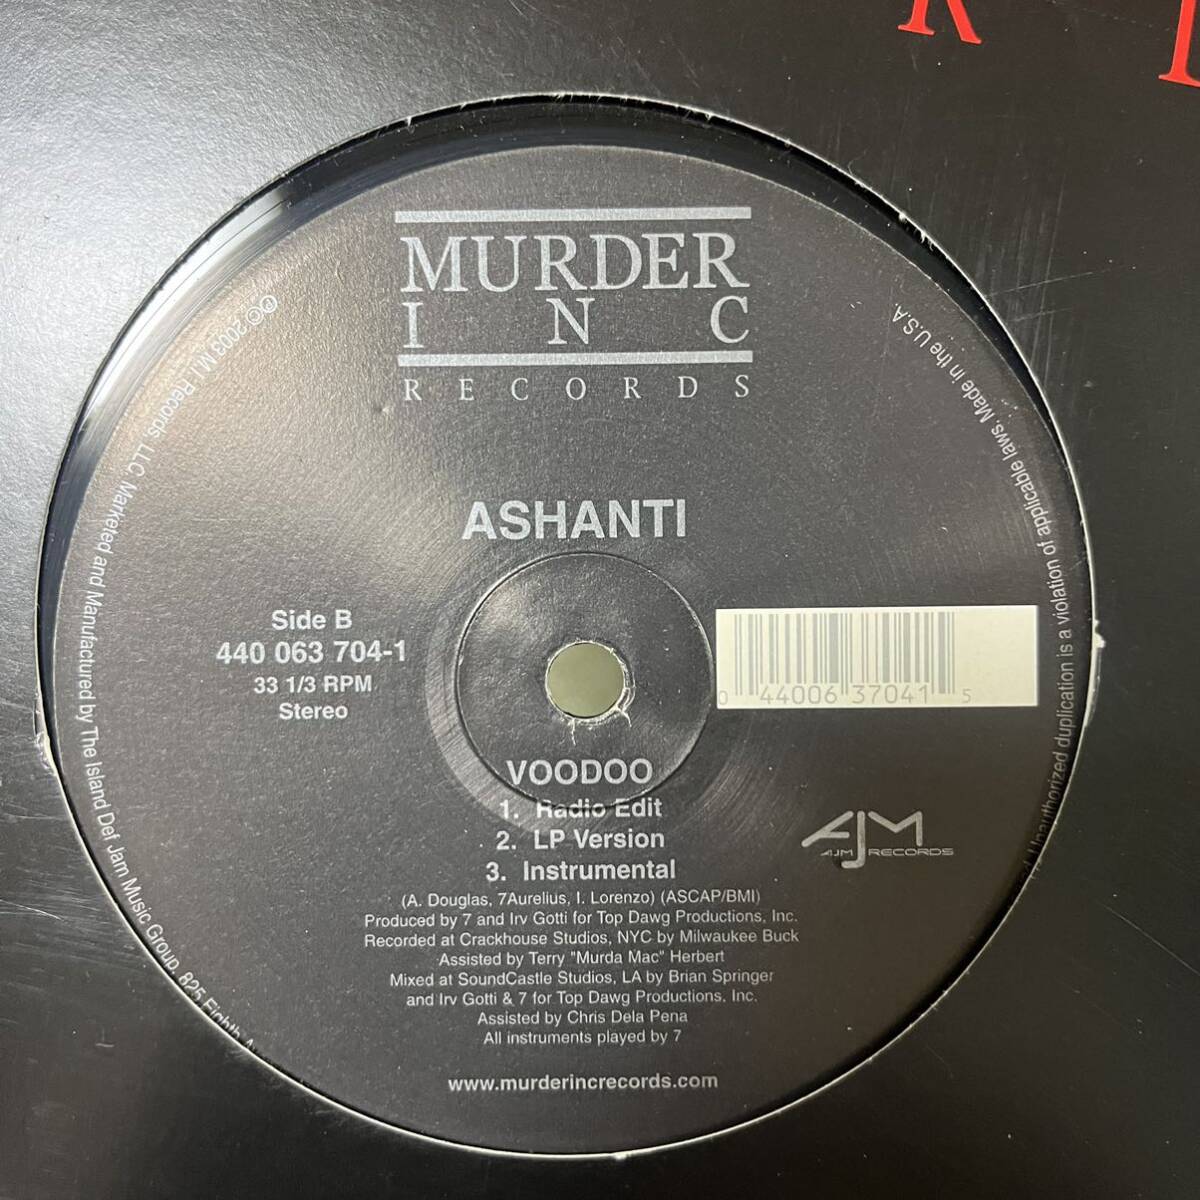 R L
MURDER
INC
RECORDS
ASHANTI
Side B
440 063 704-1
33 1/3 RPM
Stereo
0 44006 37041 5
VOODOO
1. Radio Edit
2. LP Version
3. Instrumental
AJM
AJM RECORDS
(A. Douglas, 7Aurelius, I. Lorenzo) (ASCAP/BMI)
Produced by 7 and Irv Gotti for Top Dawg Productions, Inc.
Recorded at Crackhouse Studios, NYC by Milwaukee Buck
Assisted by Terry "Murda Mac" Herbert
Mixed at SoundCastle Studios, LA by Brian Springer
and Irv Gotti & 7 for Top Dawg Productions, Inc.
Assisted by Chris Dela Pena
All instruments played by 7
www.murderincrecords.com
℗© 2003 M.I. Records, LLC. Marketed and Manufactured by The Island Def Jam Music Group, 825 Eighth
Unauthorized duplication is a violation of applicable laws. Made in the U.S.A.